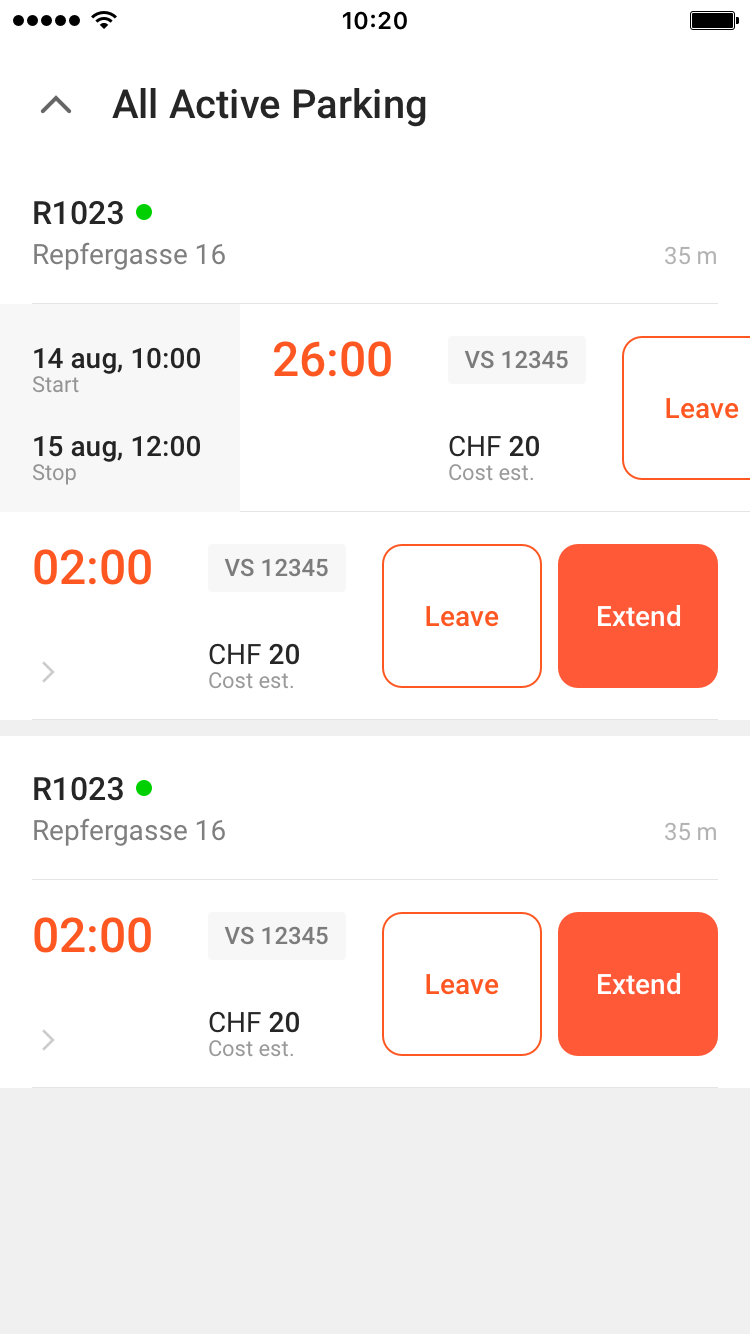 10:20
All Active Parking
R1023
Repfergasse 16
35 m
14 aug, 10:00
Start
15 aug, 12:00
Stop
26:00
VS 12345
CHF 20
Cost est.
Leave
02:00
VS 12345
CHF 20
Cost est.
Leave
Extend
R1023
Repfergasse 16
35 m
02:00
VS 12345
CHF 20
Cost est.
Leave
Extend